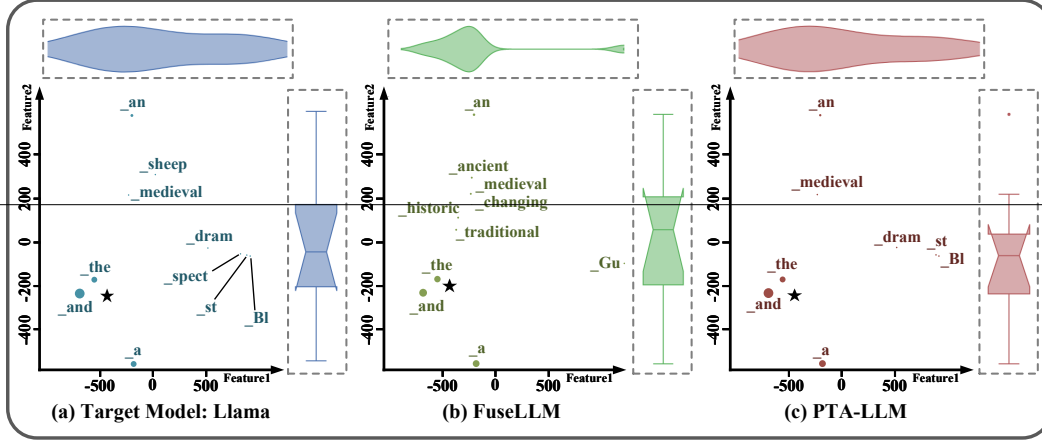 Feature2
400
200
0
-200
-400
-500
0
500
Feature1
_an
_sheep
_medieval
_dram
_the
_spect
_and
_st
_Bl
_a
(a) Target Model: Llama
Feature2
400
200
0
-200
-400
-500
0
500
Feature1
_an
_ancient
_medieval
_changing
_historic
_traditional
_the
_Gu
_and
_a
(b) FuseLLM
Feature2
400
200
0
-200
-400
-500
0
500
Feature1
_an
_medieval
_dram
_st
_Bl
_the
_and
_a
(c) PTA-LLM